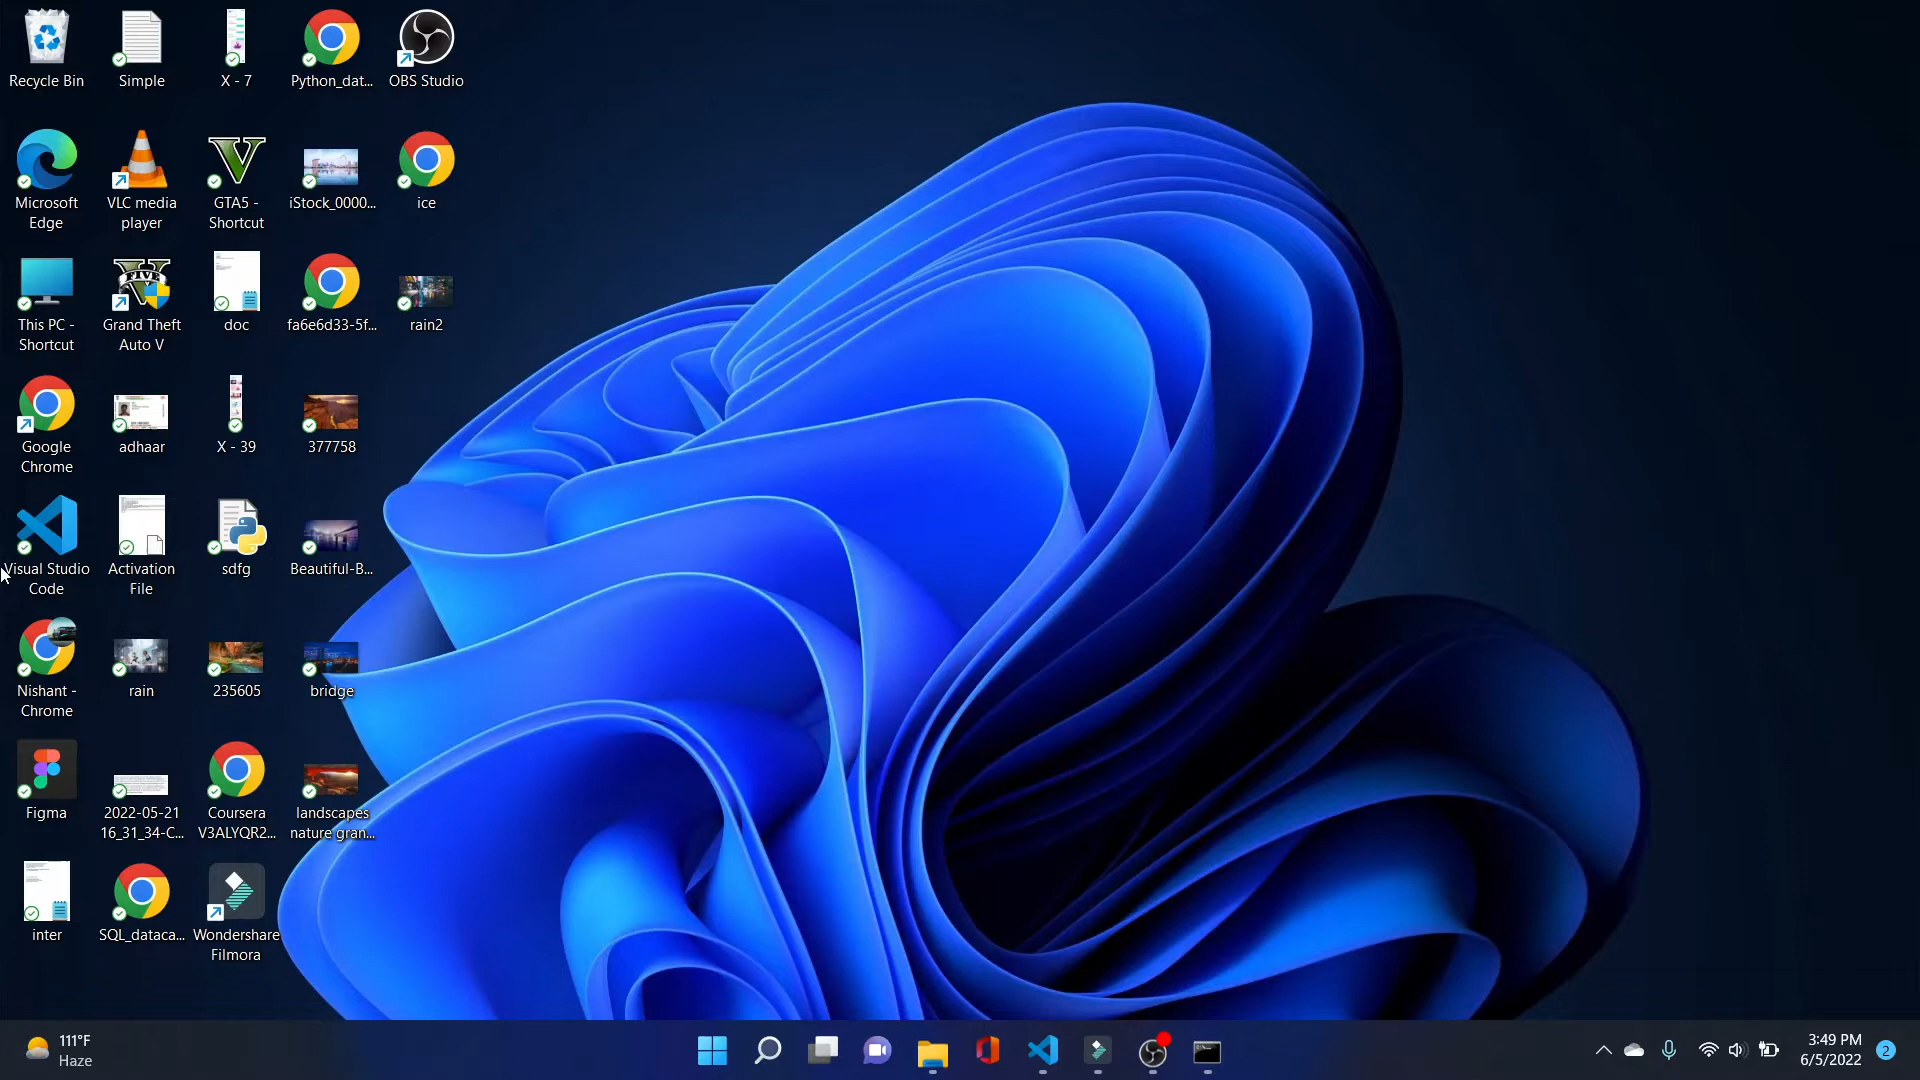 Recycle Bin
Simple
X - 7
Python_dat...
OBS Studio
Microsoft
Edge
VLC media
player
GTA5 -
Shortcut
iStock_0000...
ice
This PC -
Shortcut
Grand Theft
Auto V
doc
fa6e6d33-5f...
rain2
Google
Chrome
adhaar
X - 39
377758
Visual Studio
Code
Activation
File
sdfg
Beautiful-B...
Nishant -
Chrome
rain
235605
bridge
Figma
2022-05-21
16_31_34-C...
Coursera
V3ALYQR2...
landscapes
nature gran...
inter
SQL_dataca...
Wondershare
Filmora
111°F
Haze
3:49 PM
6/5/2022
2